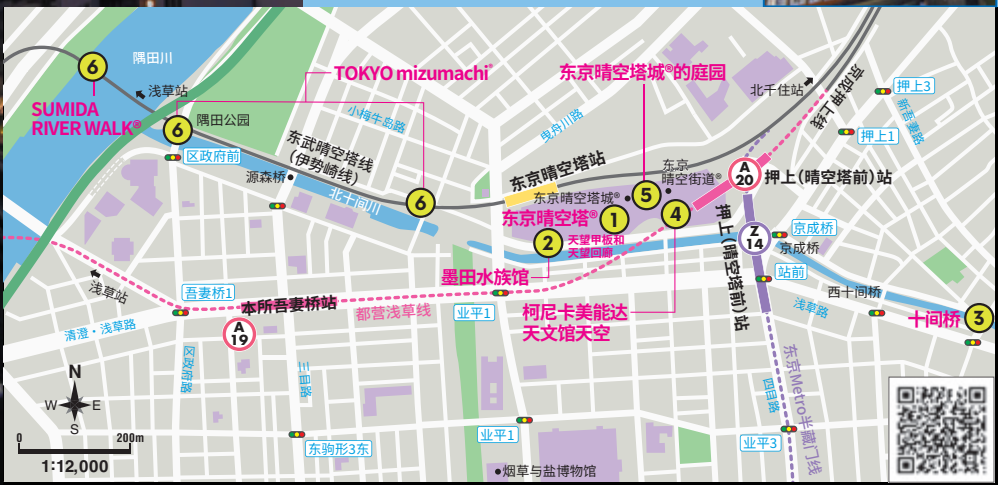 隅田川
6
浅草站
SUMIDA
RIVER WALK®
6
隅田公园
区政府前
TOKYO mizumachi®
小梅牛岛路
东武晴空塔线
(伊势崎线)
源森桥
北十间川
6
曳舟川路
东京晴空塔城®的庭园
北千住站
京成押上线
押上3
新吾妻路
押上1
东京晴空塔站
东京晴空塔城®
东京
晴空街道®
5
4
东京晴空塔®
1
2
天望甲板和
天望回廊
A
20
押上(晴空塔前)站
押上(晴空塔前)站
Z
14
京成桥
京成桥
站前
西十间桥
浅草路
十间桥
3
墨田水族馆
柯尼卡美能达
天文馆天空
浅草站
吾妻桥1
本所吾妻桥站
都营浅草线
业平1
清澄·浅草路
A
19
区政府路
三目路
东京Metro半藏门线
四目路
N
W
E
S
0
200m
1:12,000
东驹形3东
业平1
业平3
烟草与盐博物馆